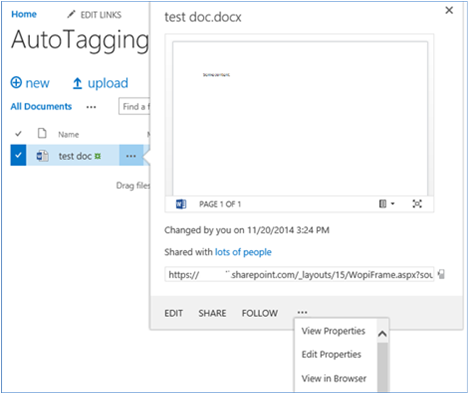 Home EDIT LINKS
AutoTagging
new upload
All Documents ••• Find a f
Name
test doc •••
Drag files
test doc.docx
PAGE 1 OF 1
Changed by you on 11/20/2014 3:24 PM
Shared with lots of people
https:// .sharepoint.com/_layouts/15/WopiFrame.aspx?sou
EDIT SHARE FOLLOW •••
View Properties
Edit Properties
View in Browser